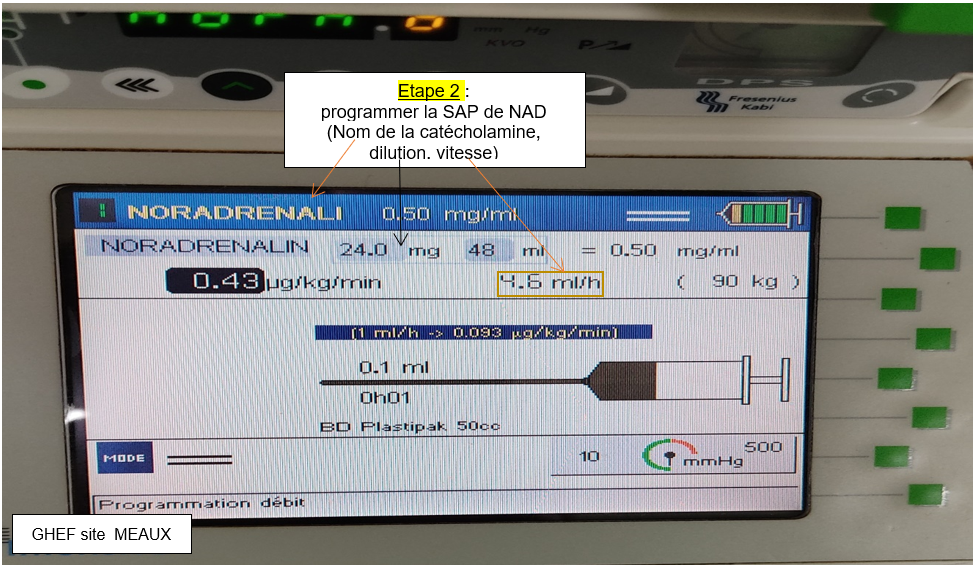 mm Hg
KVO
P/
DPS
Fresenius
Kabi
Etape 2 :
programmer la SAP de NAD
(Nom de la catécholamine,
dilution, vitesse)
NORADRENALI 0.50 mg/ml
NORADRENALIN 24.0 mg 48 ml = 0.50 mg/ml
0.43 µg/kg/min 4.6 ml/h ( 90 kg )
(1 ml/h -> 0.093 µg/kg/min)
0.1 ml
0h01
BD Plastipak 50cc
MODE
10 mmHg 500
Programmation débit
GHEF site MEAUX